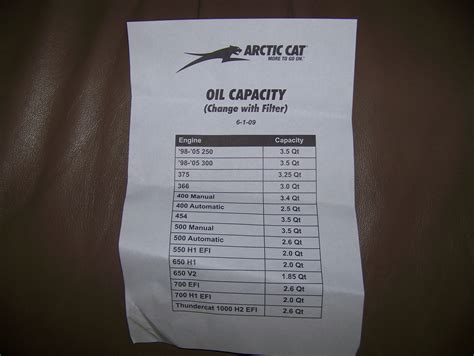 ARCTIC CAT
MORE TO GO ON.™
OIL CAPACITY
(Change with Filter)
6-1-09
Engine Capacity
'98-'05 250 3.5 Qt
'98-'05 300 3.5 Qt
375 3.25 Qt
366 3.0 Qt
400 Manual 3.4 Qt
400 Automatic 2.5 Qt
454 3.5 Qt
500 Manual 3.5 Qt
500 Automatic 2.6 Qt
550 H1 EFI 2.0 Qt
650 H1 2.0 Qt
650 V2 1.85 Qt
700 EFI 2.6 Qt
700 H1 EFI 2.0 Qt
Thundercat 1000 H2 EFI 2.6 Qt